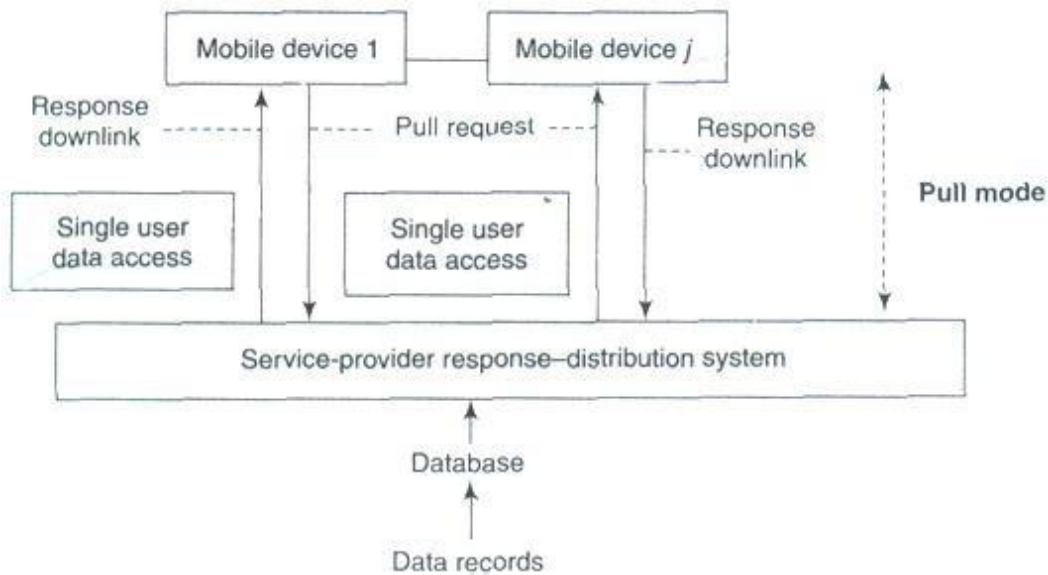 Mobile device 1
Mobile device j
Response
downlink
Pull request
Response
downlink
Pull mode
Single user
data access
Single user
data access
Service-provider response–distribution system
Database
Data records